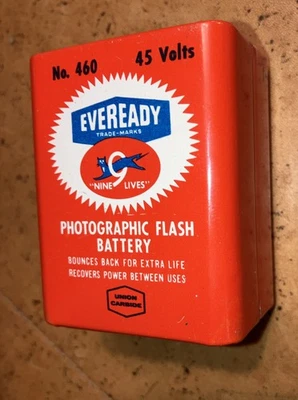 No. 460 45 Volts
EVEREADY
TRADE-MARKS
9
"NINE LIVES"
PHOTOGRAPHIC FLASH
BATTERY
BOUNCES BACK FOR EXTRA LIFE
RECOVERS POWER BETWEEN USES
UNION
CARBIDE